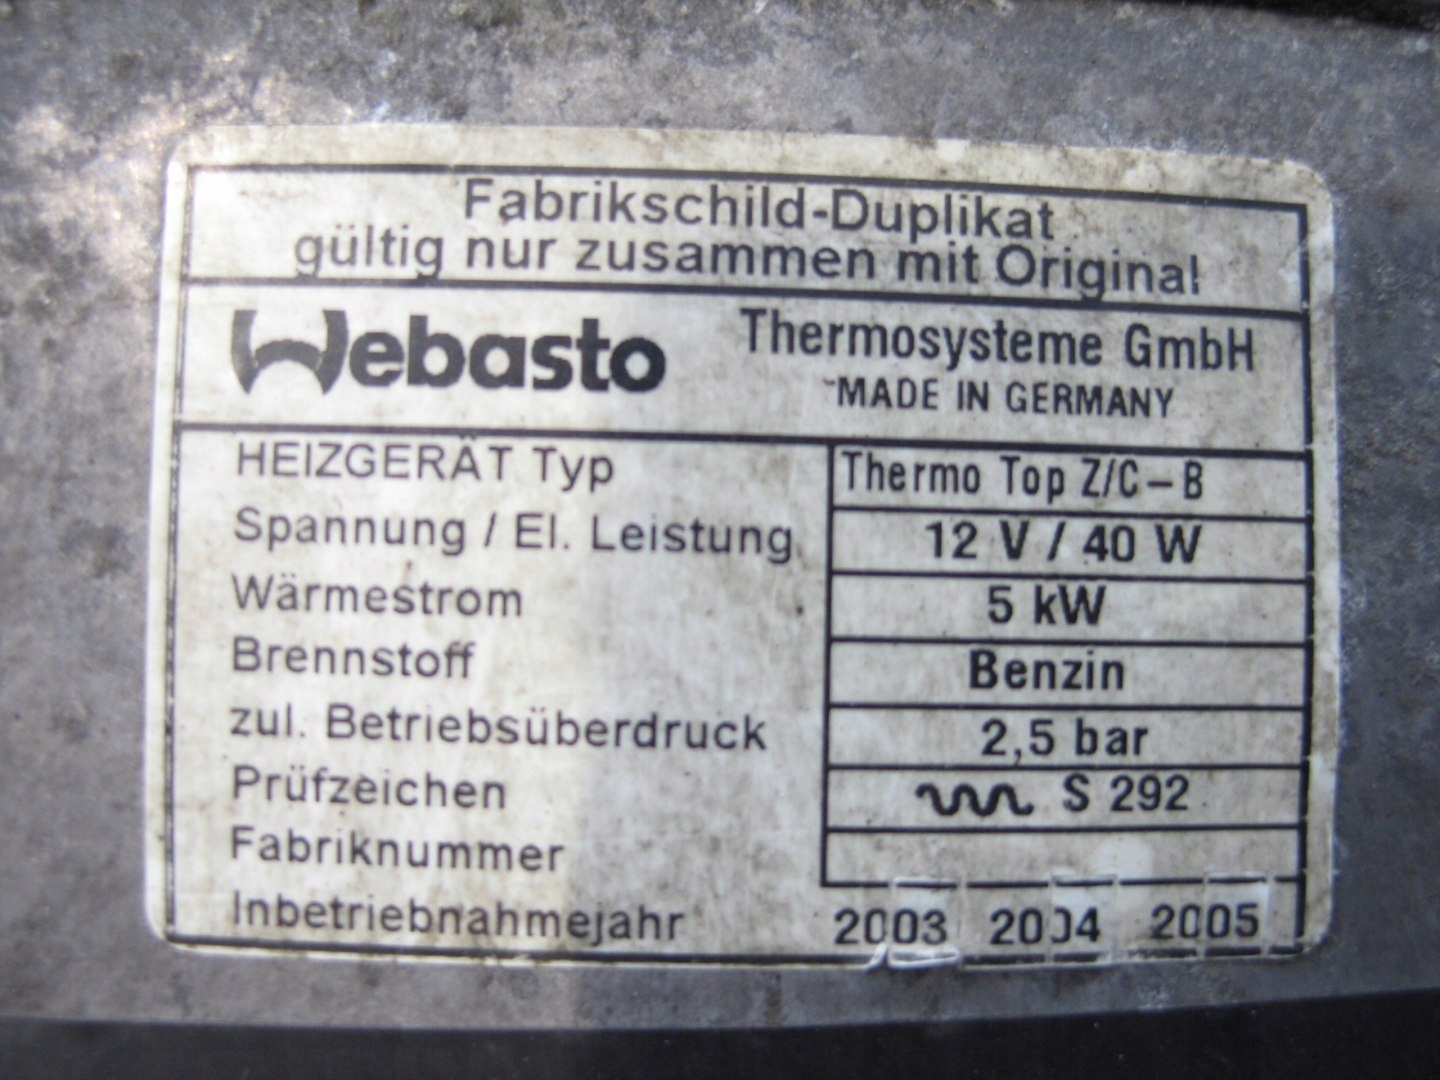 Fabrikschild-Duplikat
gültig nur zusammen mit Original
Webasto Thermosysteme GmbH
MADE IN GERMANY
HEIZGERÄT Typ Thermo Top Z/C – B
Spannung / El. Leistung 12 V / 40 W
Wärmestrom 5 kW
Brennstoff Benzin
zul. Betriebsüberdruck 2,5 bar
Prüfzeichen S 292
Fabriknummer
Inbetriebnahmejahr 2003 2004 2005